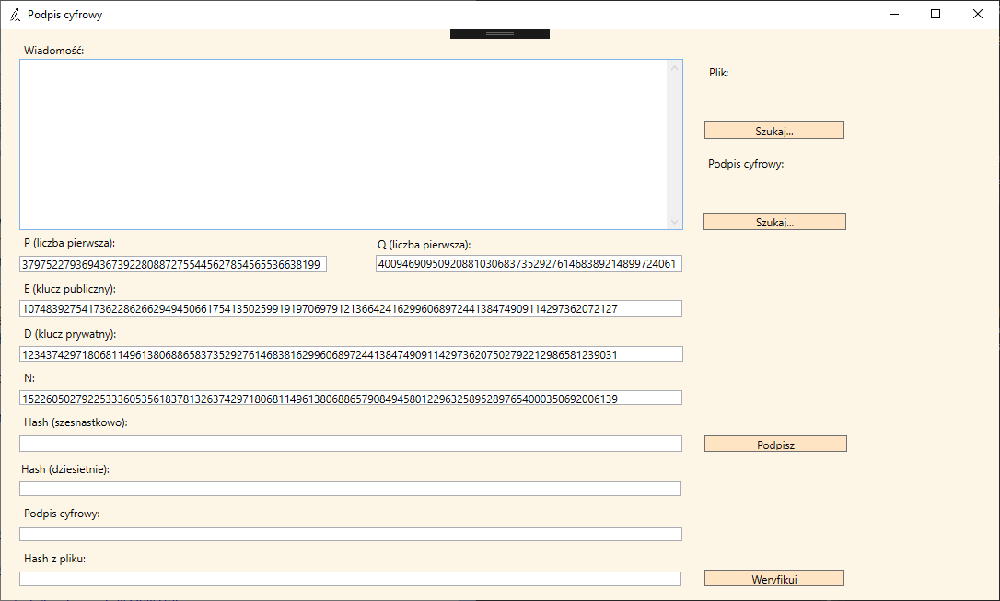 Podpis cyfrowy
Wiadomość:
Plik:
Szukaj...
Podpis cyfrowy:
Szukaj...
P (liczba pierwsza):
Q (liczba pierwsza):
37975227936943673922808872755445627854565536638199
40094690950920881030683735292761468389214899724061
E (klucz publiczny):
1074839275417362286266294945066175413502599191970697912136642416299606897244138474909114297362072127
D (klucz prywatny):
1234374297180681149613806886583735292761468381629960689724413847490911429736207502792212986581239031
N:
1522605027922533360535618378132637429718068114961380688657908494580122963258952897654000350692006139
Hash (szesnastkowo):
Podpisz
Hash (dziesietnie):
Podpis cyfrowy:
Hash z pliku:
Weryfikuj